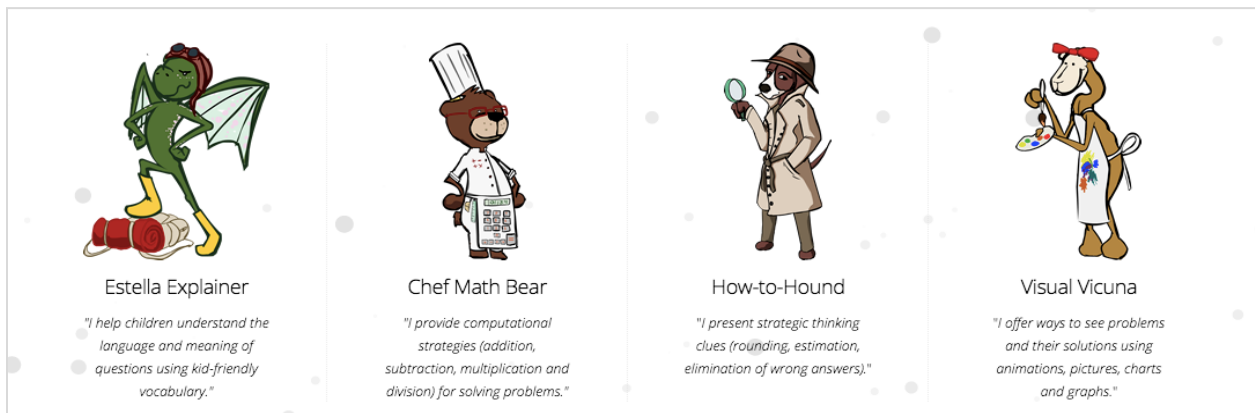 Estella Explainer
"I help children understand the
language and meaning of
questions using kid-friendly
vocabulary."
Chef Math Bear
"I provide computational
strategies (addition,
subtraction, multiplication and
division) for solving problems."
How-to-Hound
"I present strategic thinking
clues (rounding, estimation,
elimination of wrong answers)."
Visual Vicuna
"I offer ways to see problems
and their solutions using
animations, pictures, charts
and graphs."